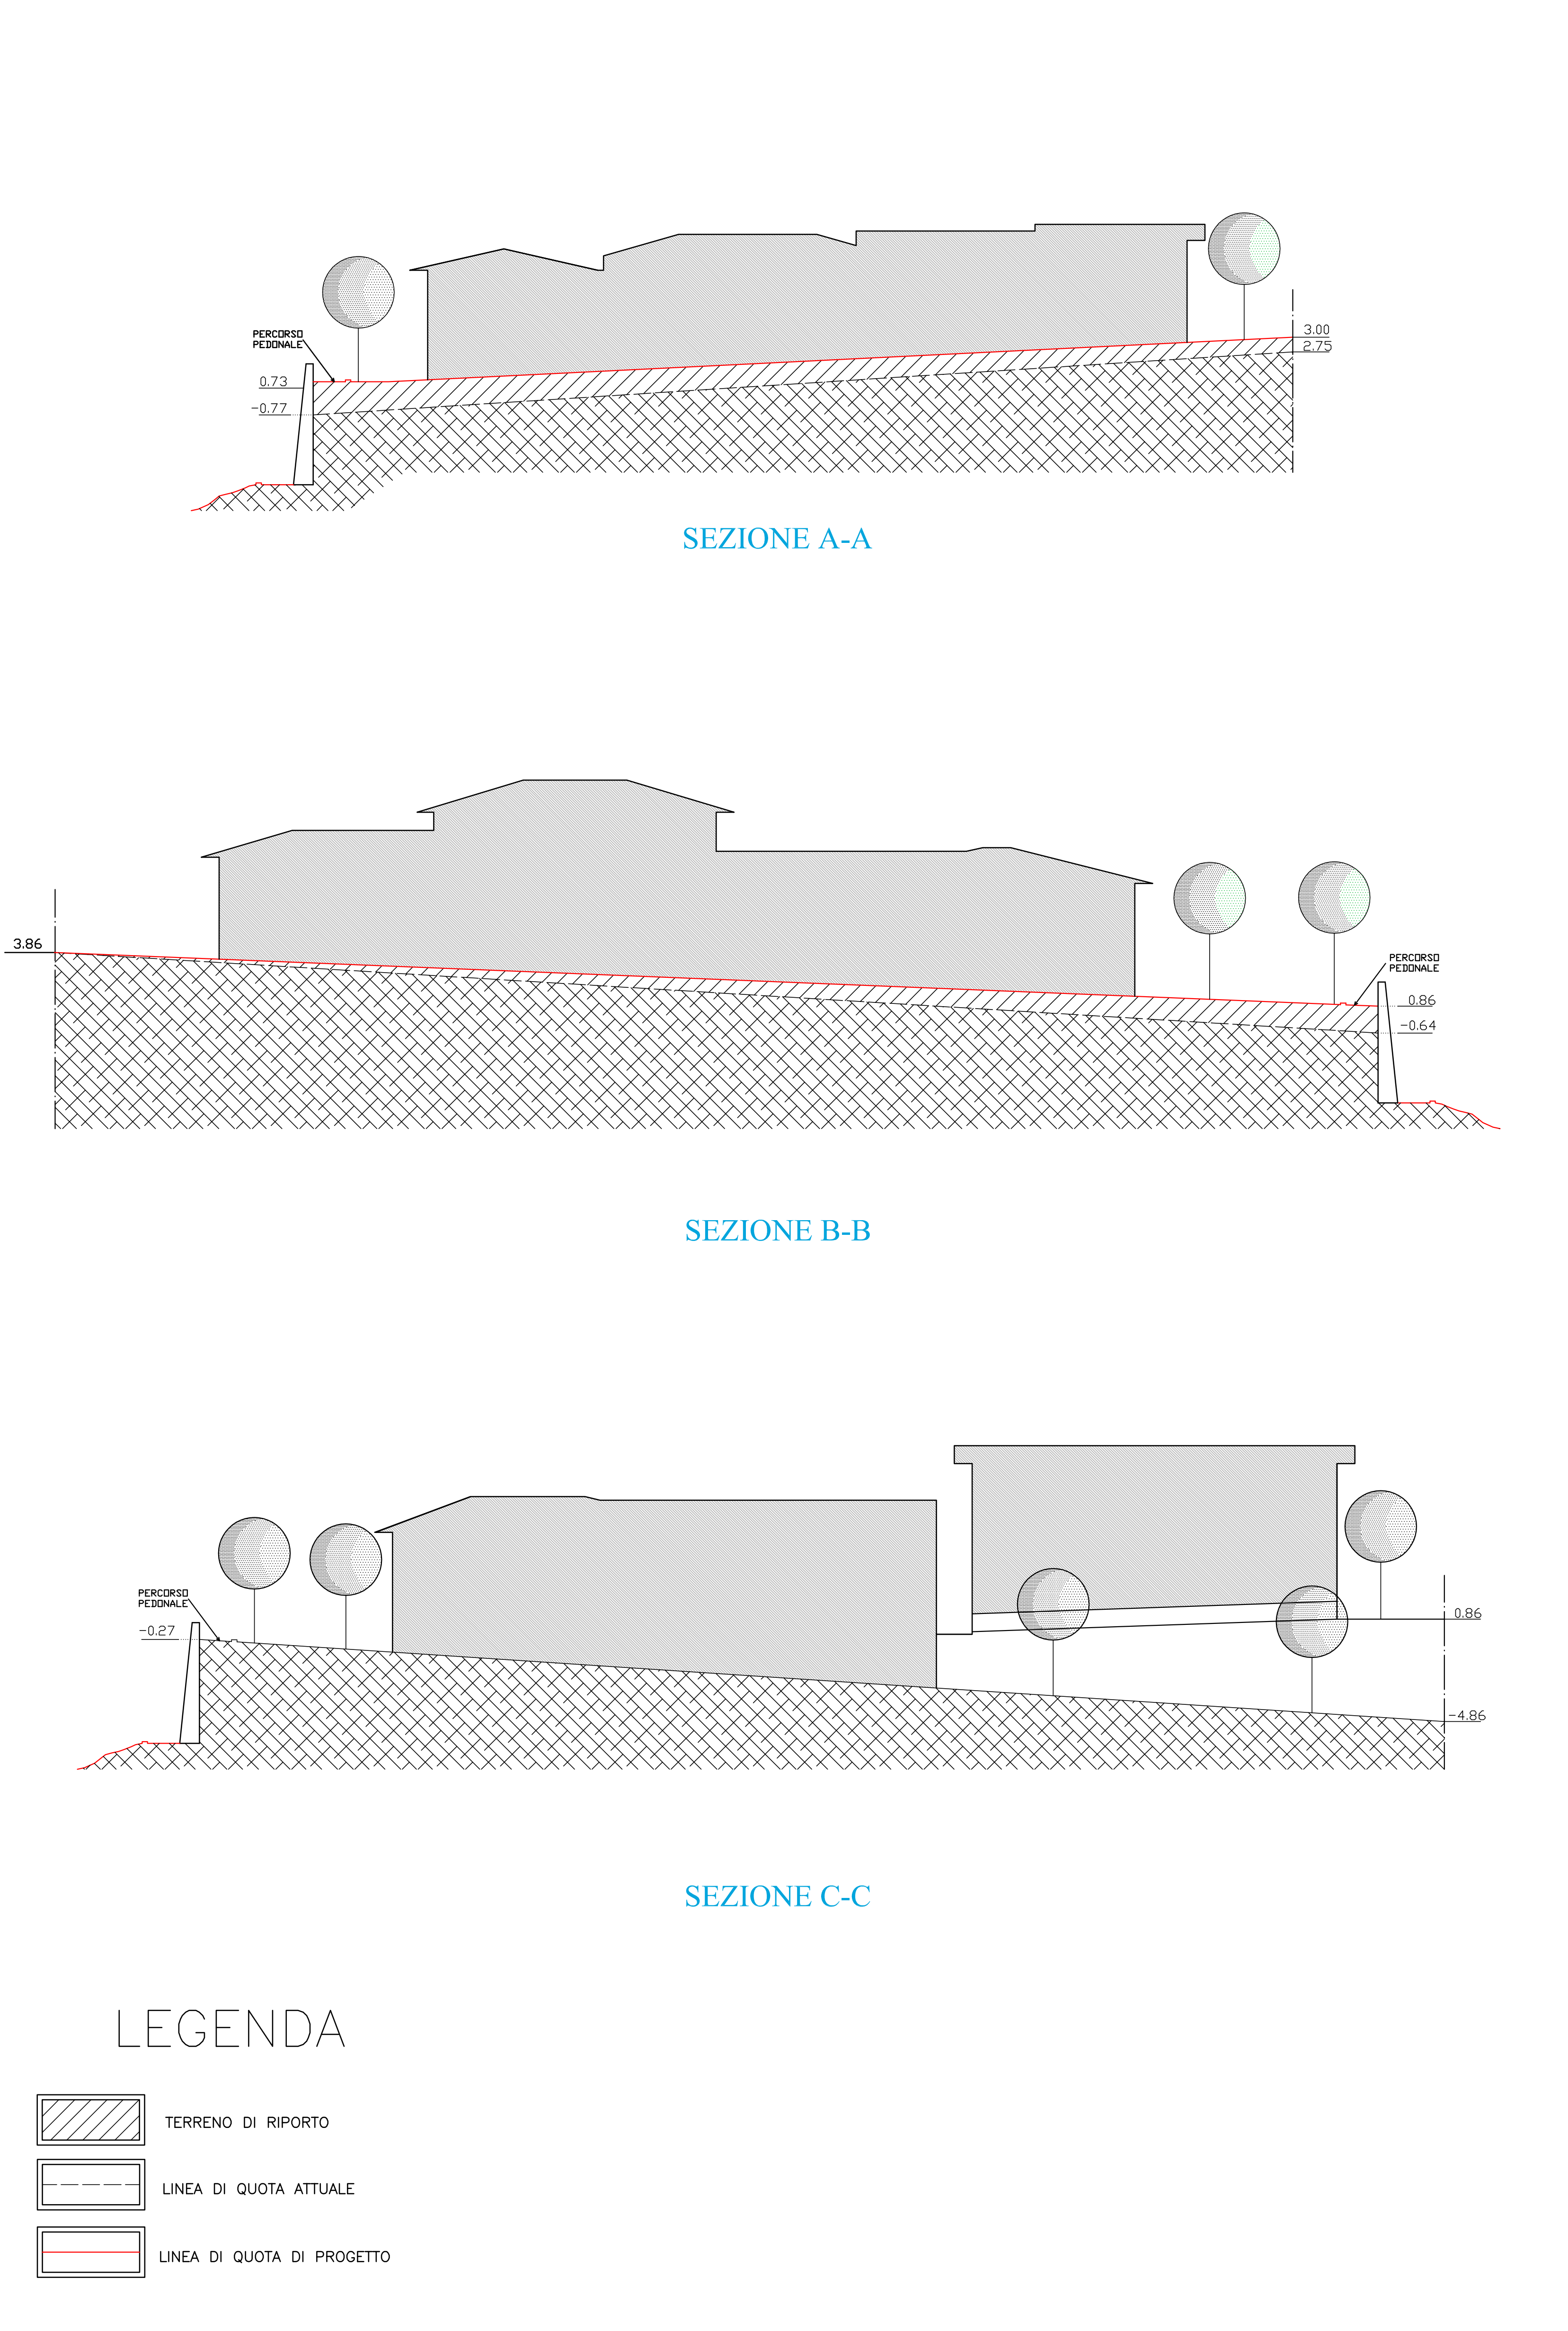 PERCORSO
PEDONALE
0.73
-0.77
3.00
2.75
SEZIONE A-A
3.86
PERCORSO
PEDONALE
0.86
-0.64
SEZIONE B-B
PERCORSO
PEDONALE
-0.27
0.86
-4.86
SEZIONE C-C
LEGENDA
TERRENO DI RIPORTO
LINEA DI QUOTA ATTUALE
LINEA DI QUOTA DI PROGETTO